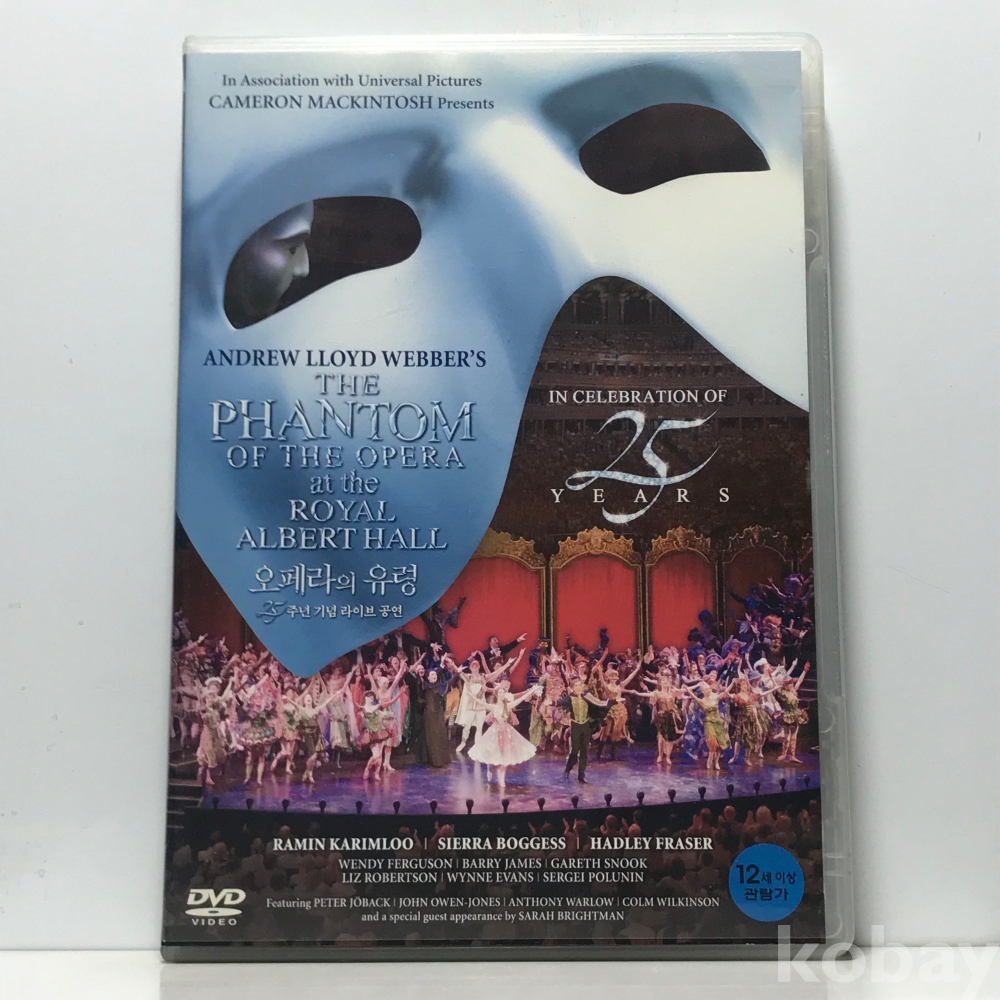 In Association with Universal Pictures
CAMERON MACKINTOSH Presents
ANDREW LLOYD WEBBER'S
THE
PHANTOM
OF THE OPERA
at the
ROYAL
ALBERT HALL
오페라의 유령
25주년 기념 라이브 공연
IN CELEBRATION OF
25
YEARS
RAMIN KARIMLOO | SIERRA BOGGESS | HADLEY FRASER
WENDY FERGUSON | BARRY JAMES | GARETH SNOOK
LIZ ROBERTSON | WYNNE EVANS | SERGEI POLUNIN
Featuring PETER JÖBACK | JOHN OWEN-JONES | ANTHONY WARLOW | COLM WILKINSON
and a special guest appearance by SARAH BRIGHTMAN
DVD
VIDEO
12세 이상
관람가
kobay